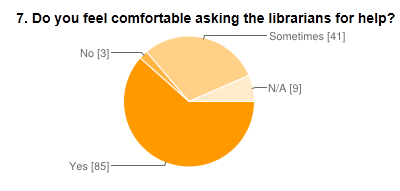 7. Do you feel comfortable asking the librarians for help?
Sometimes [41]
No [3]
N/A [9]
Yes [85]